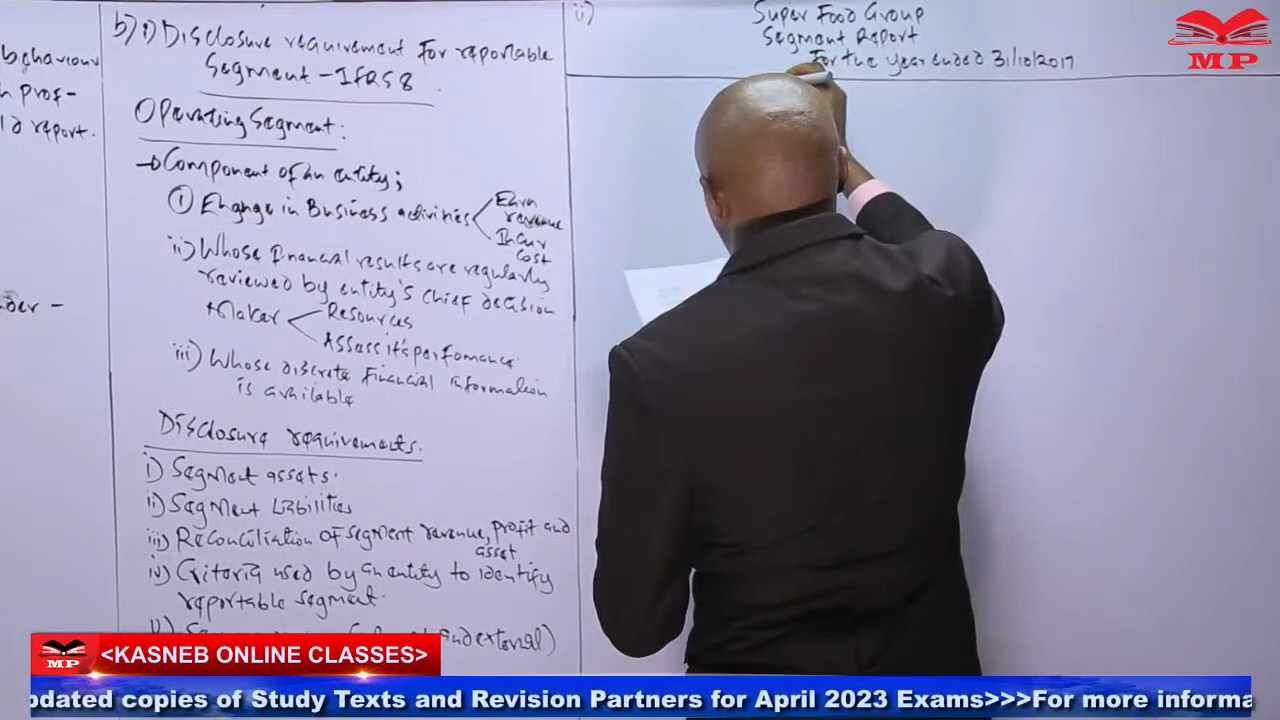 behaviour
prof-
report.
b) i) Disclosure requirement for reportable
Segment - IFRS 8
Operating Segment:
→ Component of an entity;
① Engage in Business activities
Earn
revenue
Incur
cost
ii) Whose financial results are regularly
reviewed by entity's chief decision
Maker
Resources
Assess it's performance
iii) Whose discrete financial information
is available
Disclosure requirements.
i) Segment assets.
ii) Segment Liabilities
iii) Reconciliation of segment revenue, profit and
asset
iv) Criteria used by an entity to identify
reportable segment.
v)
and external)
ii)
Super Food Group
Segment Report
For the year ended 31/10/2017
MP
MP
<KASNEB ONLINE CLASSES>
pdated copies of Study Texts and Revision Partners for April 2023 Exams>>>For more informa